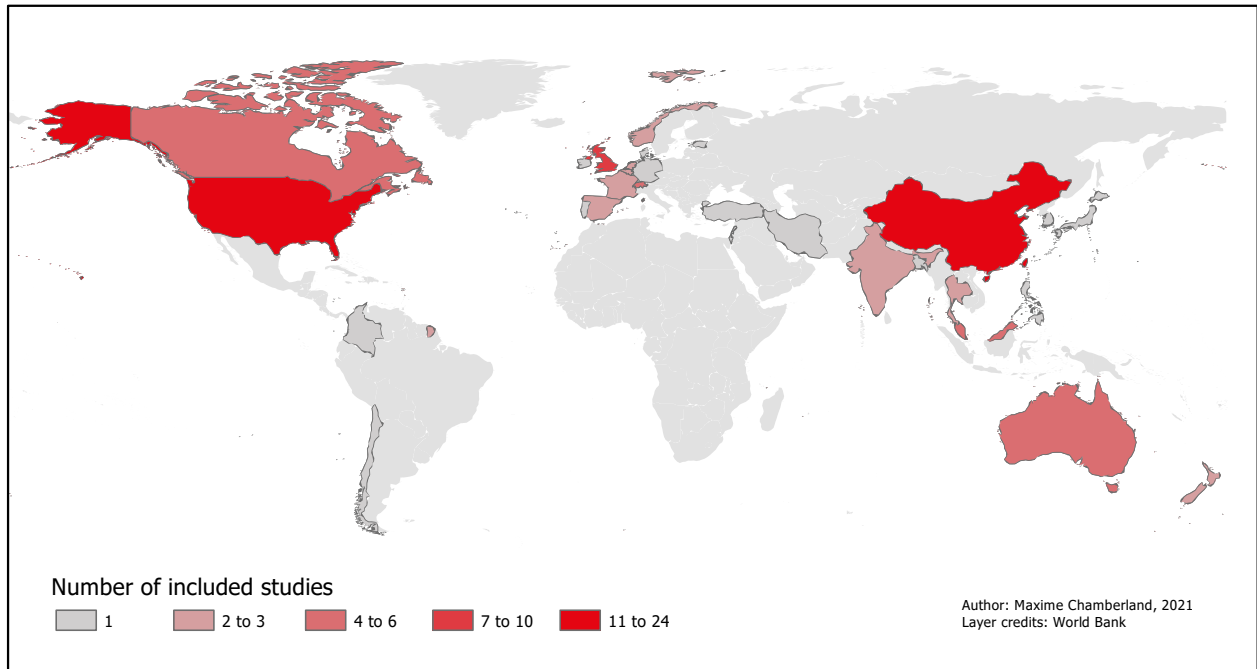 Number of included studies
1
2 to 3
4 to 6
7 to 10
11 to 24
Author: Maxime Chamberland, 2021
Layer credits: World Bank